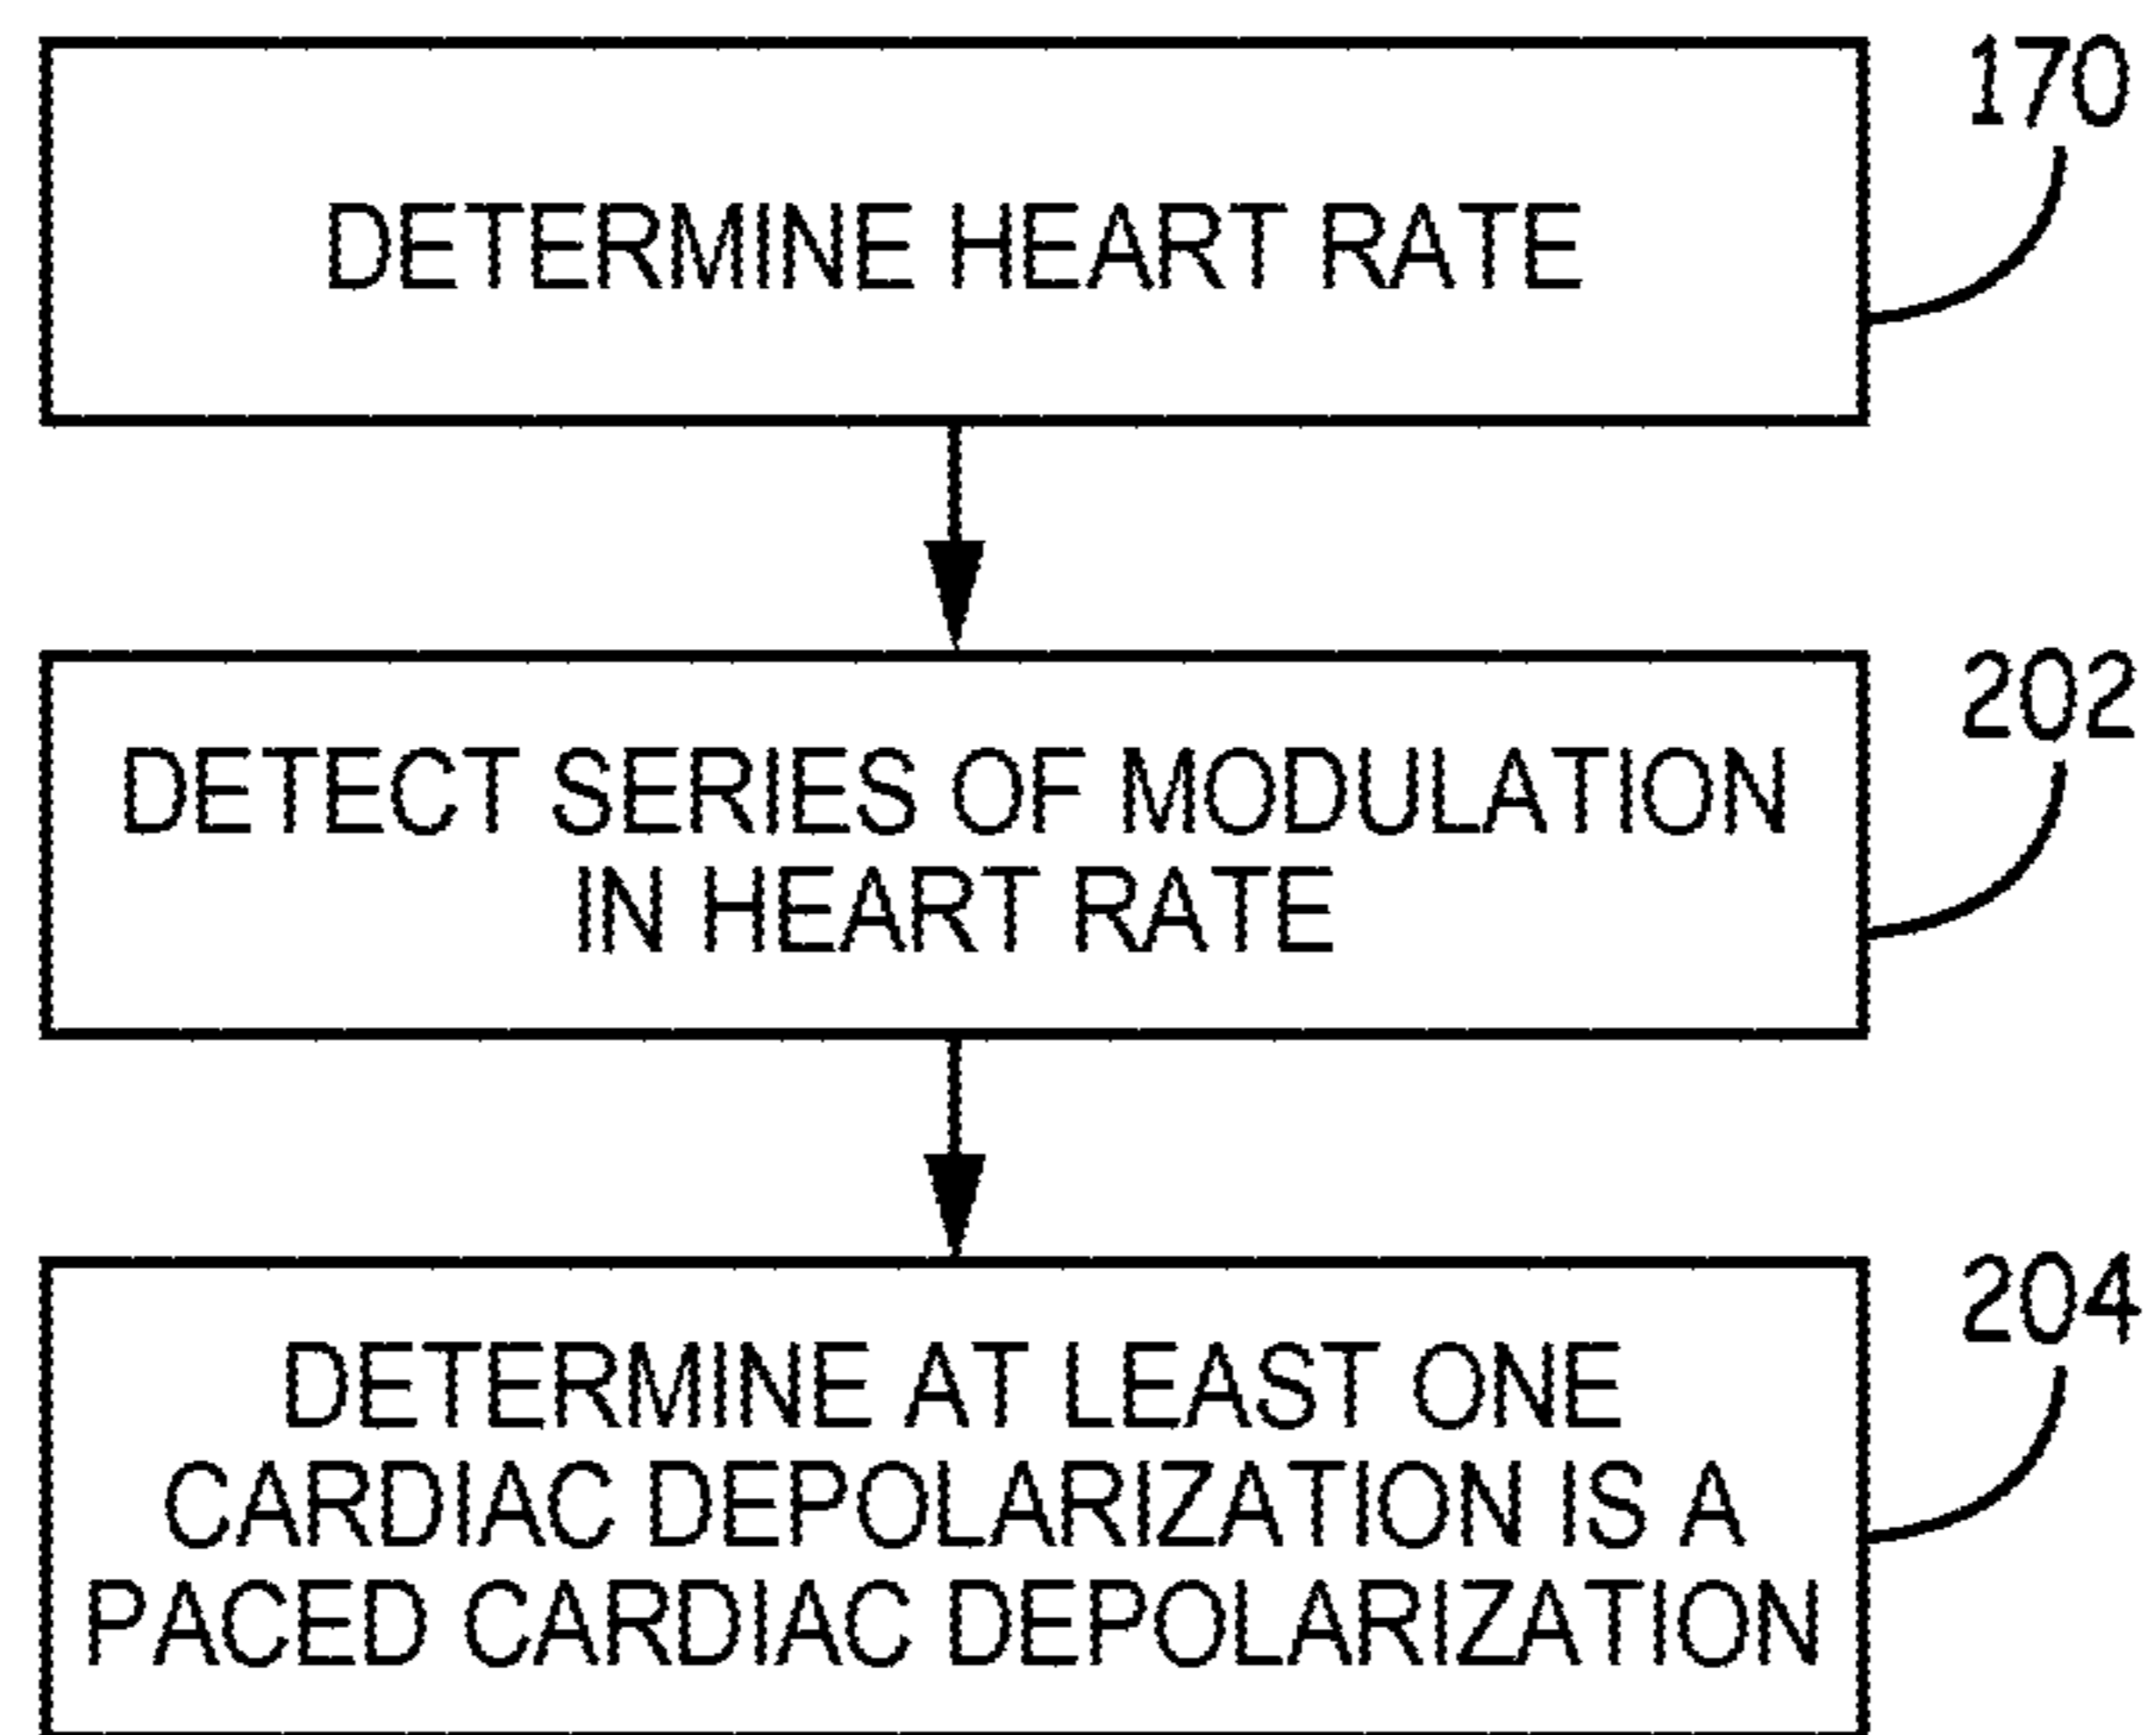 170
DETERMINE HEART RATE
202
DETECT SERIES OF MODULATION
IN HEART RATE
204
DETERMINE AT LEAST ONE
CARDIAC DEPOLARIZATION IS A
PACED CARDIAC DEPOLARIZATION